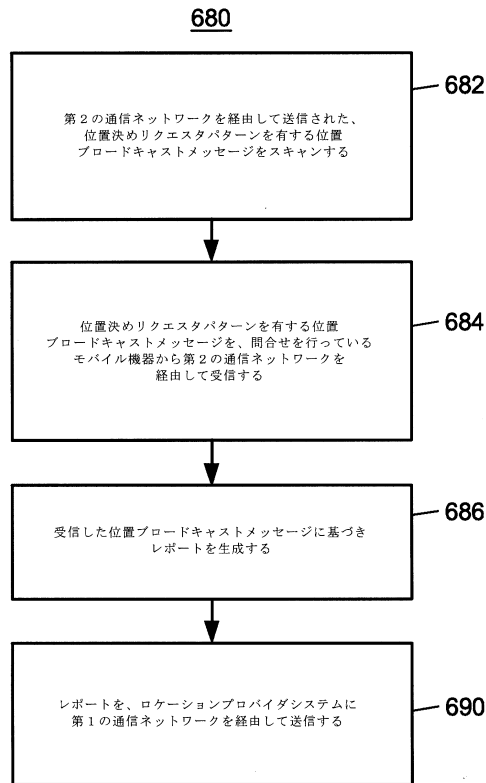 680
682
第2の通信ネットワークを経由して送信された、
位置決めリクエスタパターンを有する位置
ブロードキャストメッセージをスキャンする
684
位置決めリクエスタパターンを有する位置
ブロードキャストメッセージを、問合せを行っている
モバイル機器から第2の通信ネットワークを
経由して受信する
686
受信した位置ブロードキャストメッセージに基づき
レポートを生成する
690
レポートを、ロケーションプロバイダシステムに
第1の通信ネットワークを経由して送信する